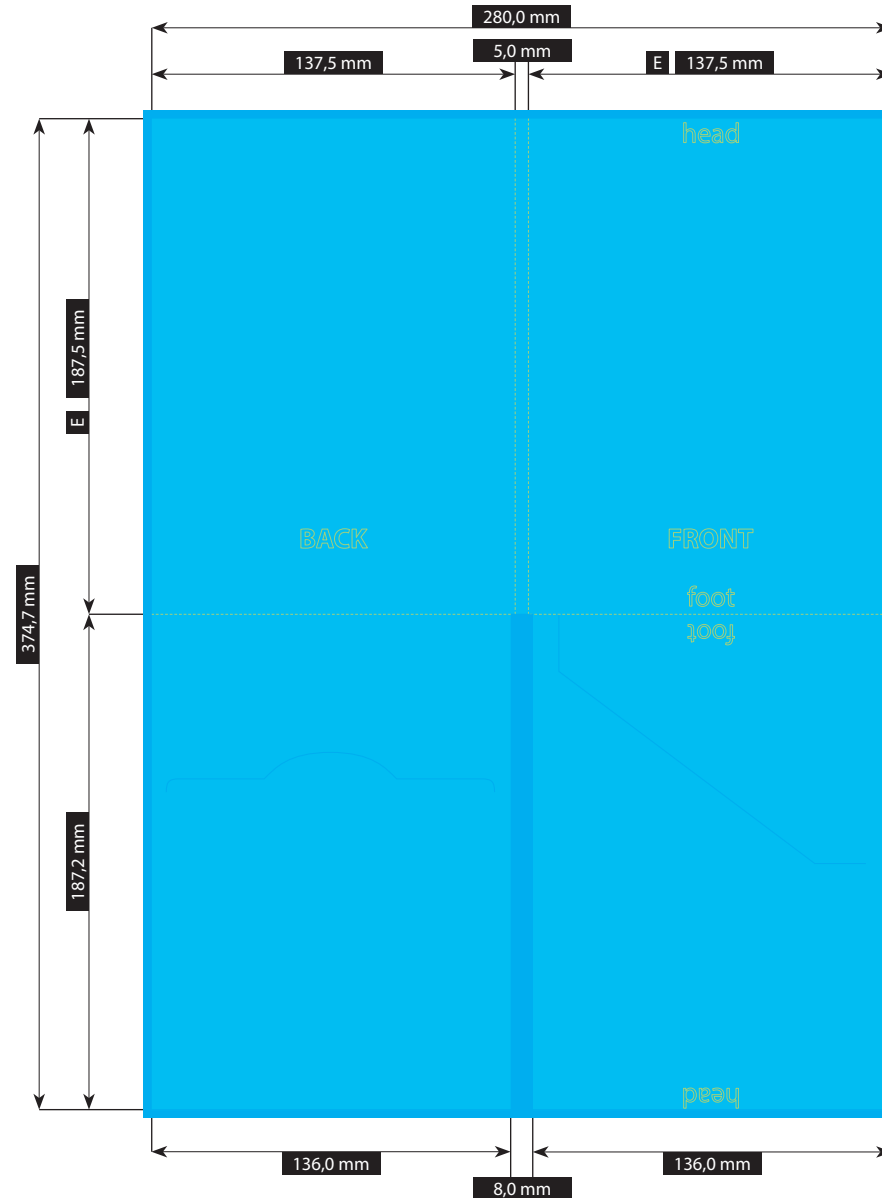 280,0 mm
5,0 mm
137,5 mm
E 137,5 mm
head
E 187,5 mm
BACK
FRONT
foot
foot
374,7 mm
187,2 mm
head
136,0 mm
136,0 mm
8,0 mm